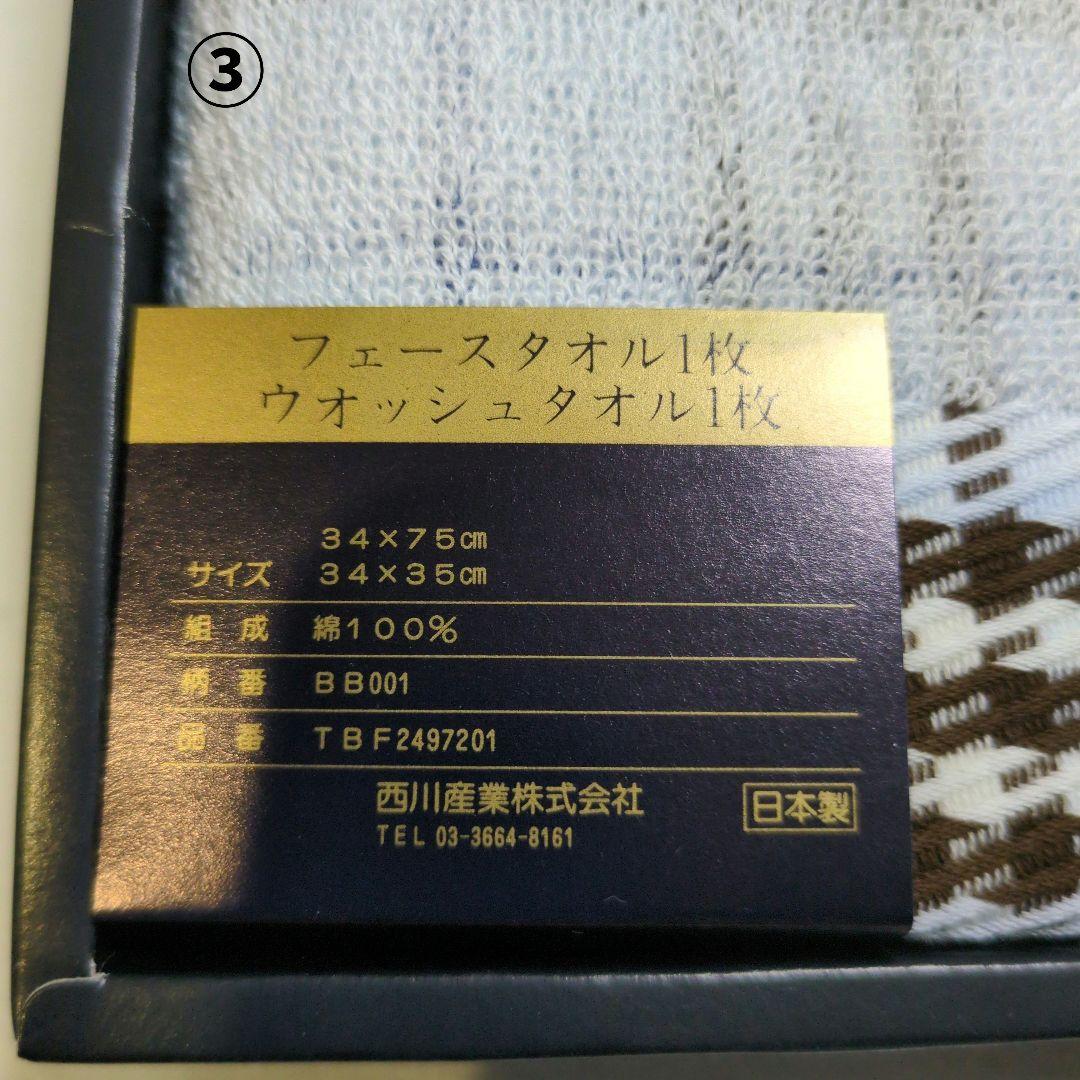 ③
フェースタオル1枚
ウォッシュタオル1枚
34×75㎝
サイズ 34×35㎝
組成 綿100%
柄番 BB001
品番 TBF2497201
西川産業株式会社 日本製
TEL 03-3664-8161